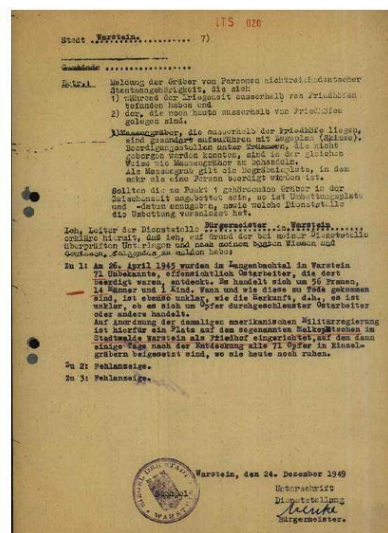 ITS 020
Stadt Warstein. 7)
Gemeinde
Betr.: Meldung der Gräber von Personen nichtreichsdeutscher
Staatsangehörigkeit, die sich
1) während der Kriegszeit ausserhalb von Friedhöfen
befunden haben und
2) der, die noch heute ausserhalb von Friedhöfen
gelegen sind.
3) Massengräber, die ausserhalb der Friedhöfe liegen,
sind gesondert aufzuführen mit Lageplan (Skizze).
Beerdigungsstellen unter Trümmern, die nicht
geborgen werden konnten, sind in der gleichen
Weise wie Massengräber zu behandeln.
Als Massengrab gilt ein Begräbnisplatz, in dem
mehr als eine Person beerdigt worden ist.
Sollten die zu Punkt 1 gehörenden Gräber in der
Zwischenzeit umgebettet sein, so ist Umbettungsplatz
und -datum anzugeben, sowie welche Dienststelle
die Umbettung veranlasst hat.
Ich, Leiter der Dienststelle Bürgermeister in Warstein
erkläre hiermit, daß ich, auf Grund der bei meiner Dienststelle
überprüften Unterlagen und nach meinem besten Wissen und
Gewissen, folgendes zu melden habe:
Zu 1: Am 26. April 1945 wurden im Langenbachtal im Warstein
71 Unbekannte, offensichtlich Ostarbeiter, die dort
beerdigt waren, entdeckt. Es handelt sich um 56 Frauen,
14 Männer und 1 Kind. Wann und wie diese zu Tode gekommen
sind, ist ebenso unklar, wie die Herkunft, d.h., es ist
unklar, ob es sich um Opfer durchgeschleuster Ostarbeiter
oder andere handelt.
Auf Anordnung der damaligen amerikanischen Militärregierung
ist hierfür ein Platz auf dem sogenannten Melkeplätzchen im
Stadtwalde Warstein als Friedhof eingerichtet, auf dem dann
einige Tage nach der Entdeckung alle 71 Opfer in Einzel-
gräbern beigesetzt sind, wo sie heute noch ruhen.
Zu 2: Fehlanzeige.
Zu 3: Fehlanzeige.
Warstein, den 24. Dezember 1949
Unterschrift
Dienststellung
Bürgermeister.